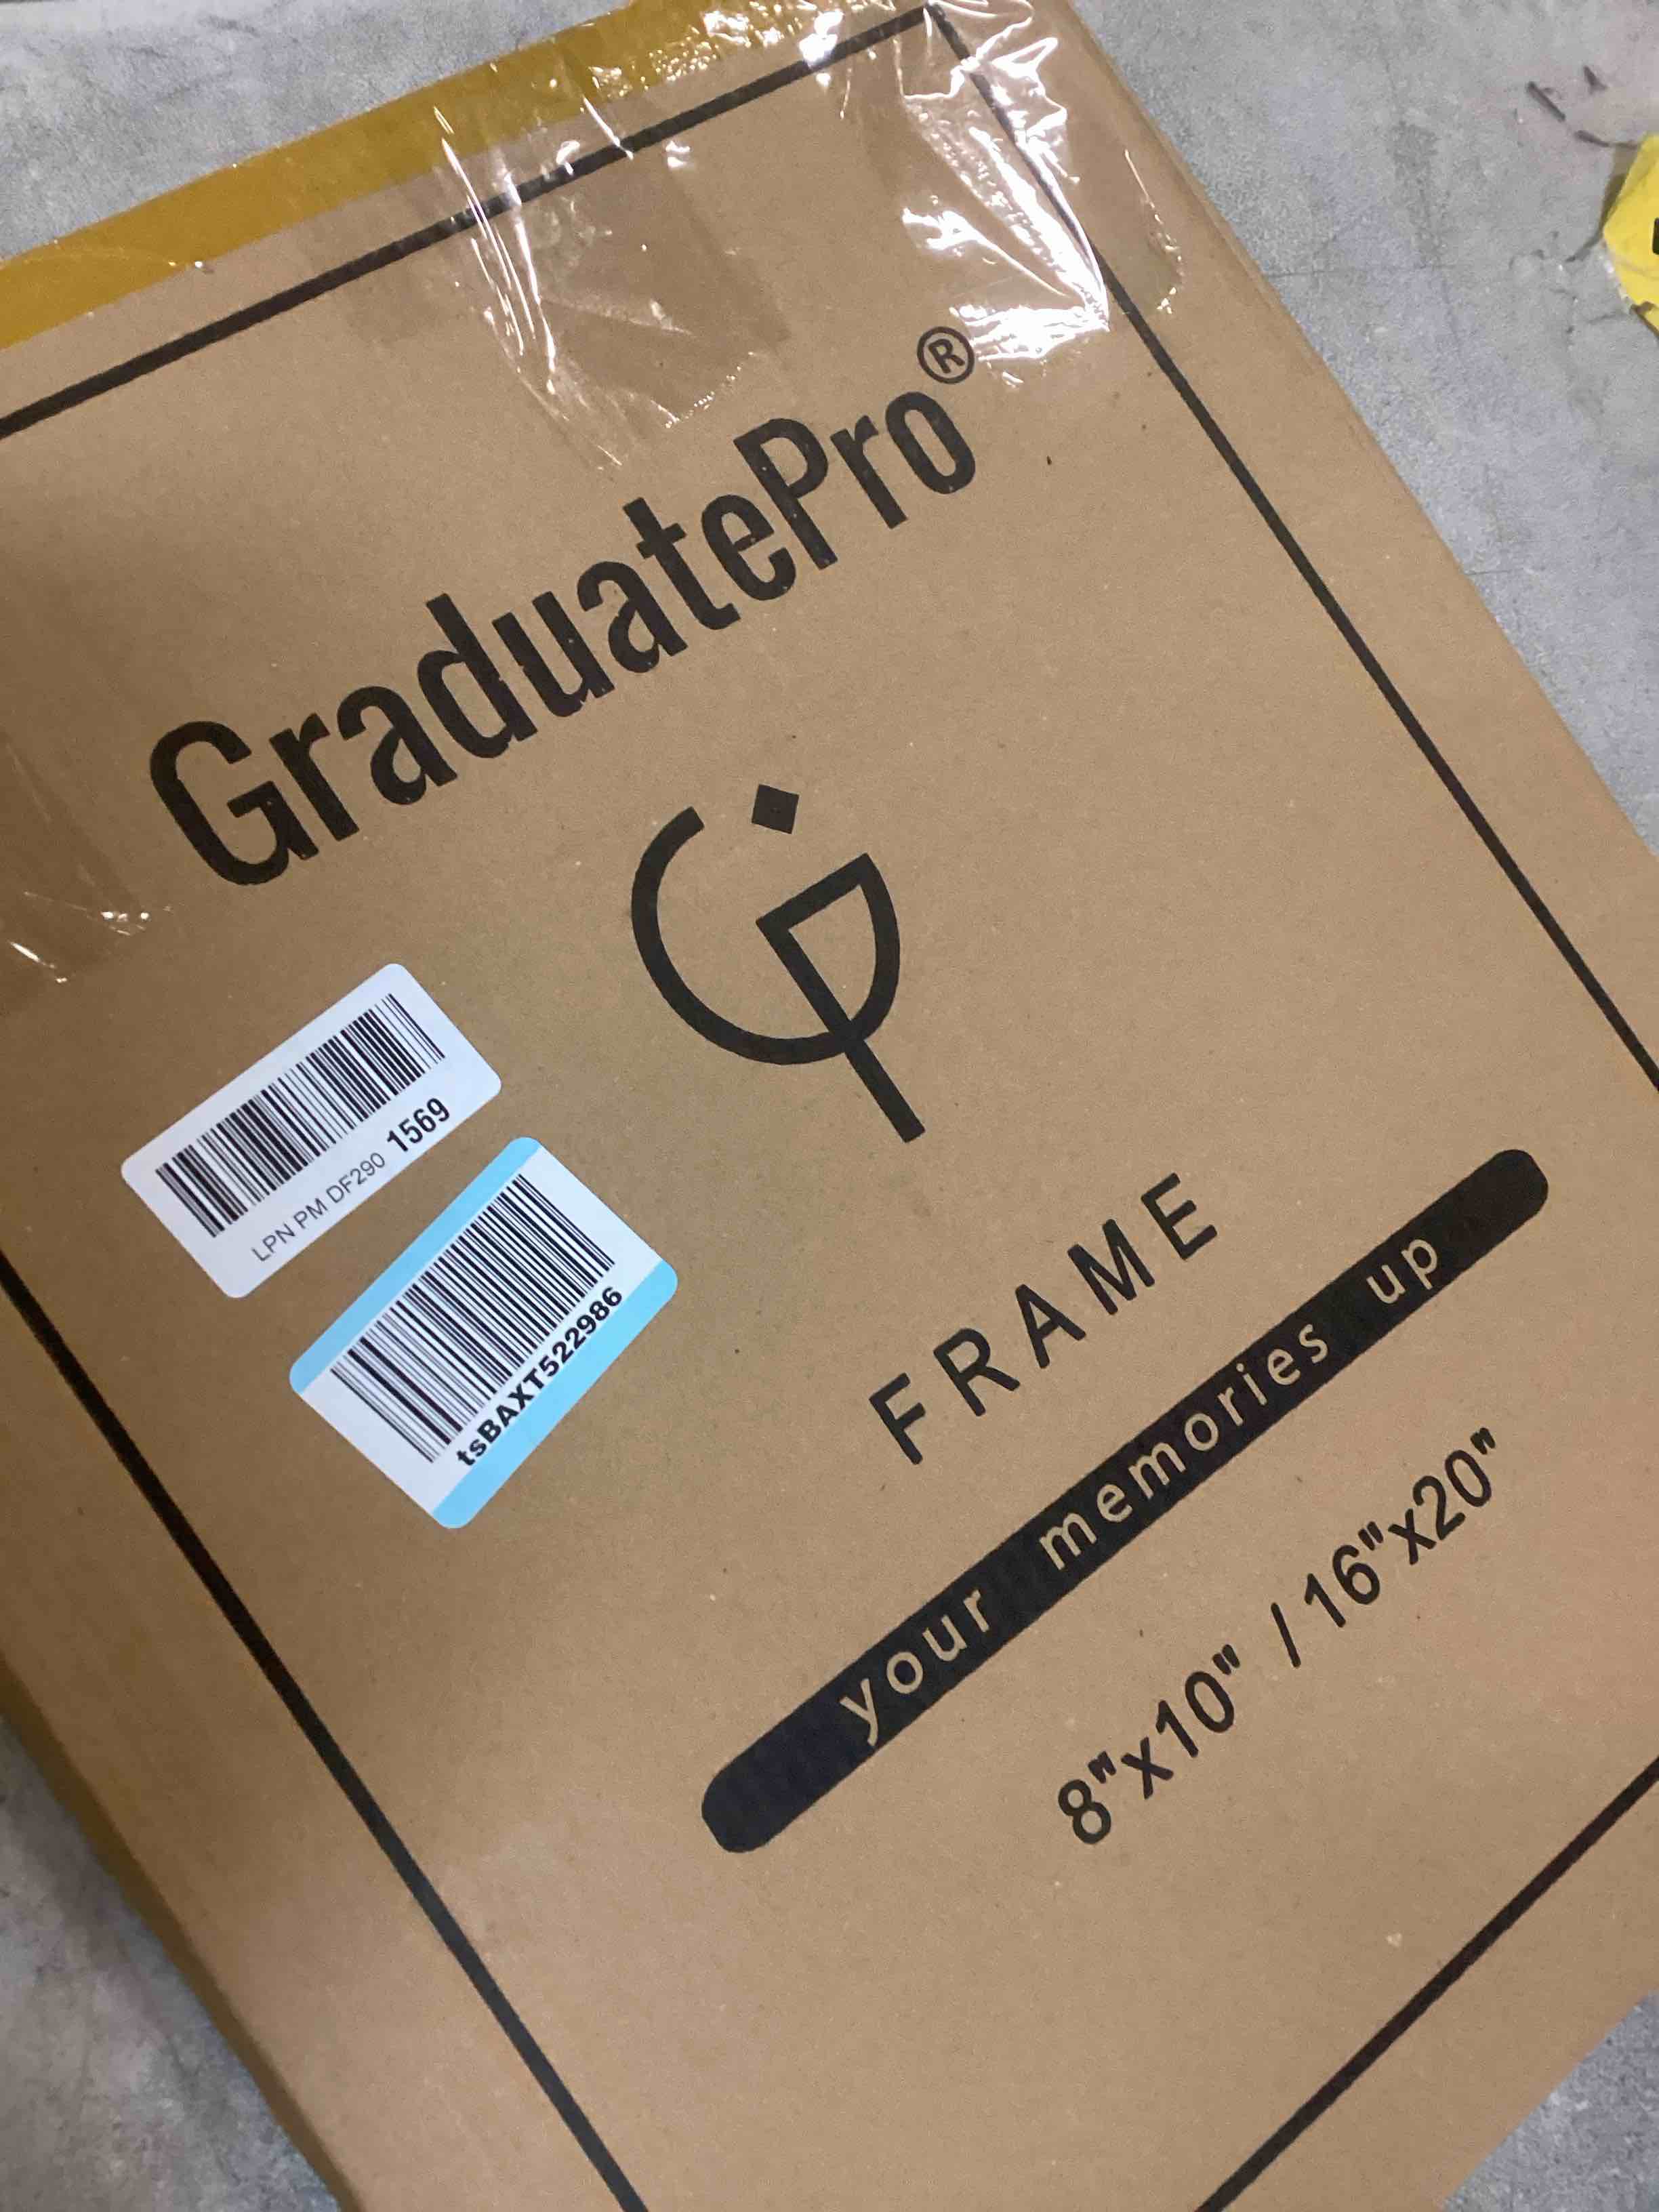 GraduatePro®
LPN PM DF290 1569
tsBAXT522986
FRAME
your memories up
8"x10" / 16"x20"